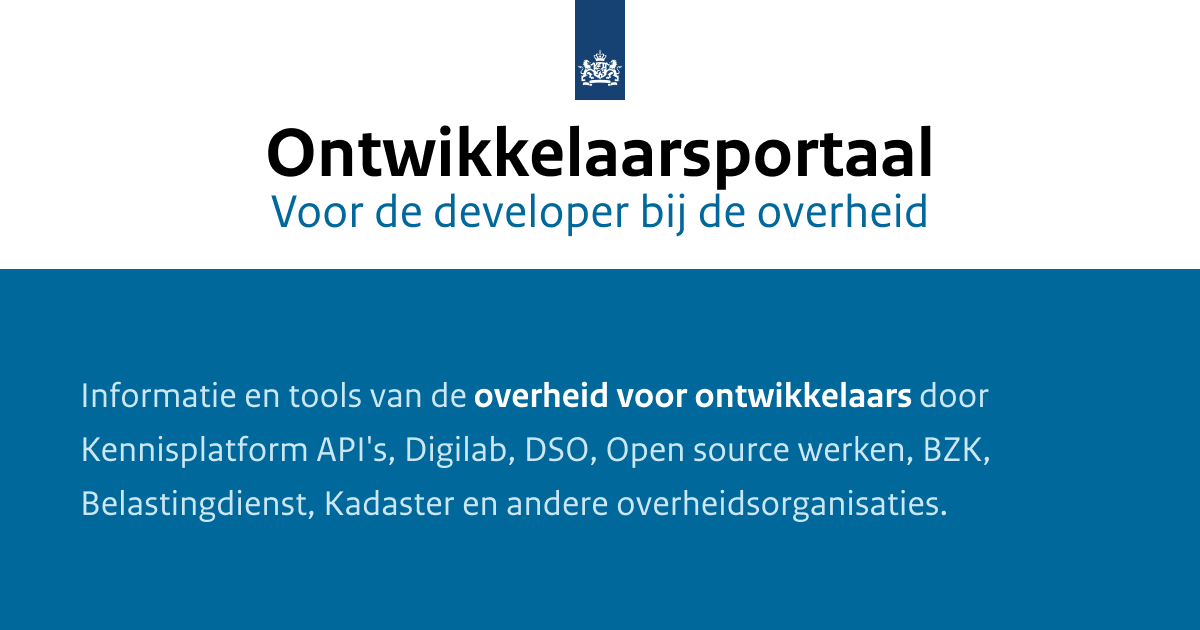 Ontwikkelaarsportaal
Voor de developer bij de overheid
Informatie en tools van de overheid voor ontwikkelaars door
Kennisplatform API's, Digilab, DSO, Open source werken, BZK,
Belastingdienst, Kadaster en andere overheidsorganisaties.